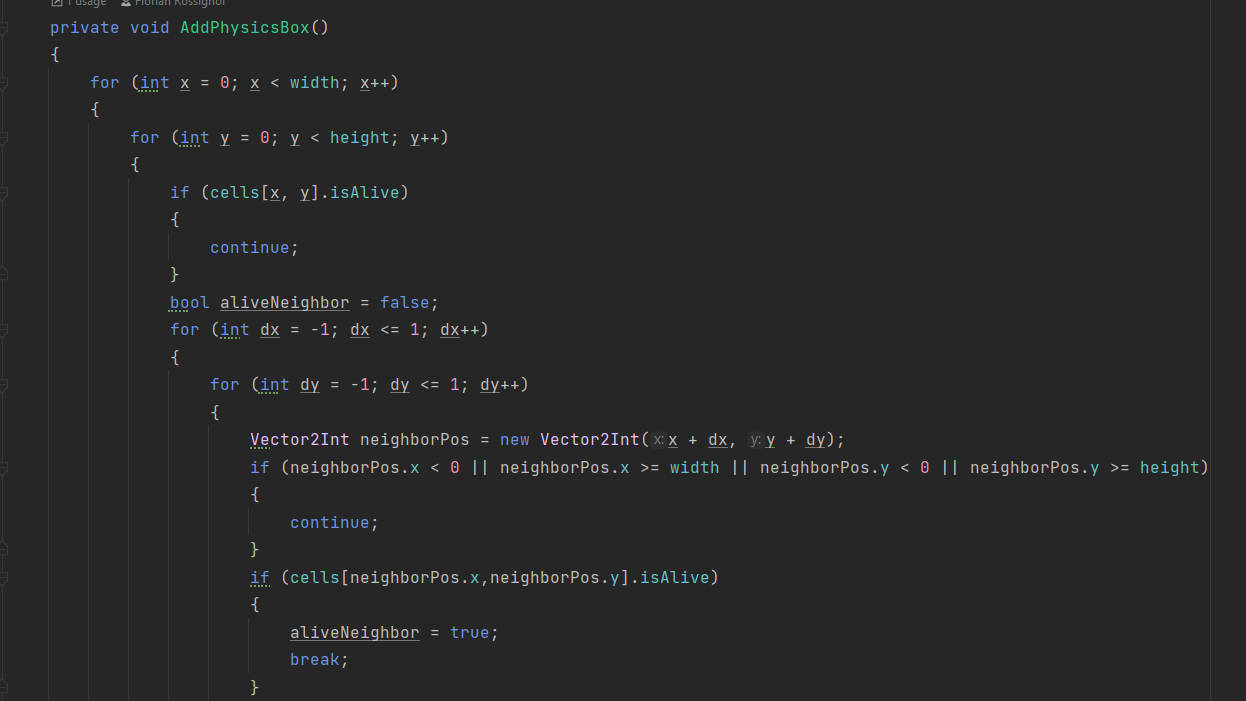 1 usage Florian Rossignol
private void AddPhysicsBox()
{
for (int x = 0; x < width; x++)
{
for (int y = 0; y < height; y++)
{
if (cells[x, y].isAlive)
{
continue;
}
bool aliveNeighbor = false;
for (int dx = -1; dx <= 1; dx++)
{
for (int dy = -1; dy <= 1; dy++)
{
Vector2Int neighborPos = new Vector2Int(x: x + dx, y: y + dy);
if (neighborPos.x < 0 || neighborPos.x >= width || neighborPos.y < 0 || neighborPos.y >= height)
{
continue;
}
if (cells[neighborPos.x,neighborPos.y].isAlive)
{
aliveNeighbor = true;
break;
}